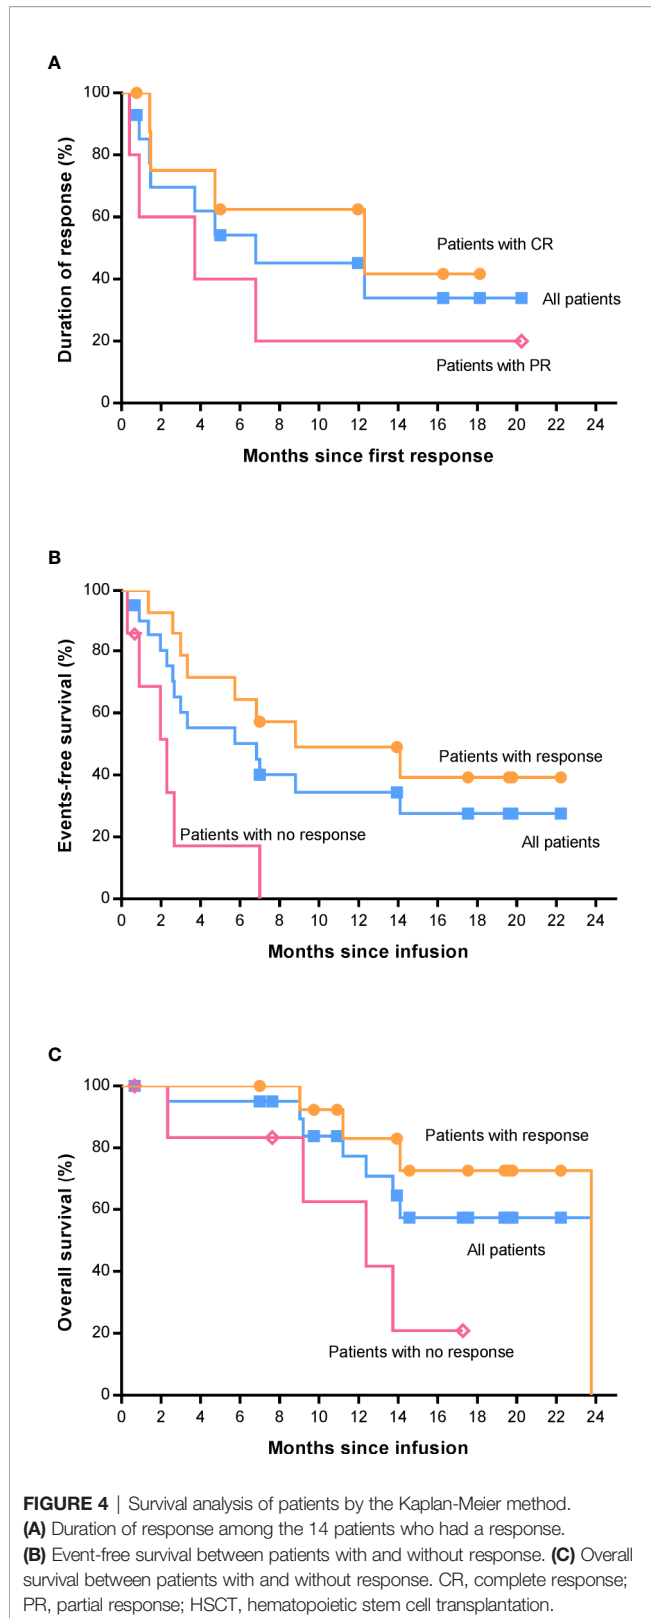 A
100
80
60
40
20
0
Duration of response (%)
Patients with CR
All patients
Patients with PR
0 2 4 6 8 10 12 14 16 18 20 22 24
Months since first response
B
100
80
60
40
20
0
Events-free survival (%)
Patients with response
Patients with no response
All patients
0 2 4 6 8 10 12 14 16 18 20 22 24
Months since infusion
C
100
80
60
40
20
0
Overall survival (%)
Patients with response
All patients
Patients with no response
0 2 4 6 8 10 12 14 16 18 20 22 24
Months since infusion
FIGURE 4 | Survival analysis of patients by the Kaplan-Meier method.
(A) Duration of response among the 14 patients who had a response.
(B) Event-free survival between patients with and without response. (C) Overall
survival between patients with and without response. CR, complete response;
PR, partial response; HSCT, hematopoietic stem cell transplantation.